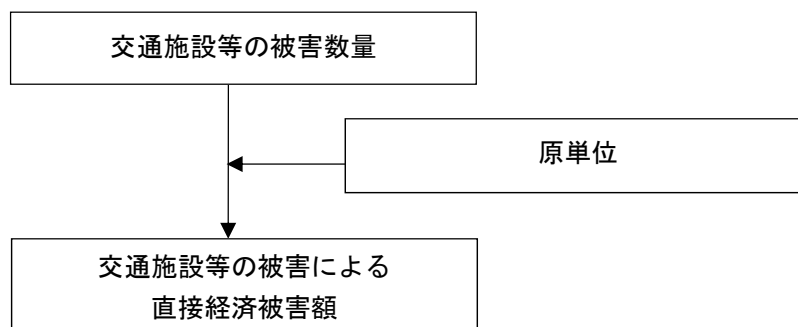 交通施設等の被害数量
原単位
交通施設等の被害による
直接経済被害額